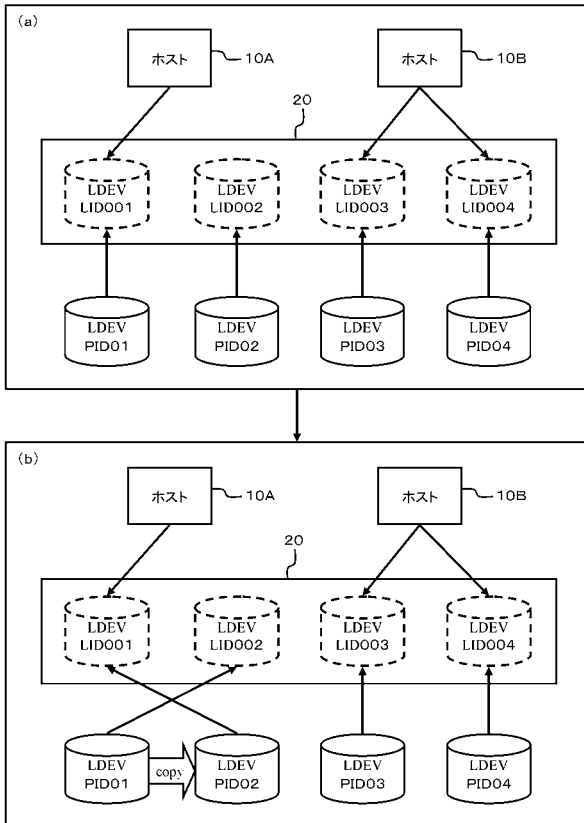 (a)
ホスト 10A ホスト 10B
20
LDEV LDEV LDEV LDEV
LID001 LID002 LID003 LID004
LDEV LDEV LDEV LDEV
PID01 PID02 PID03 PID04
(b)
ホスト 10A ホスト 10B
20
LDEV LDEV LDEV LDEV
LID001 LID002 LID003 LID004
LDEV LDEV LDEV LDEV
PID01 copy PID02 PID03 PID04